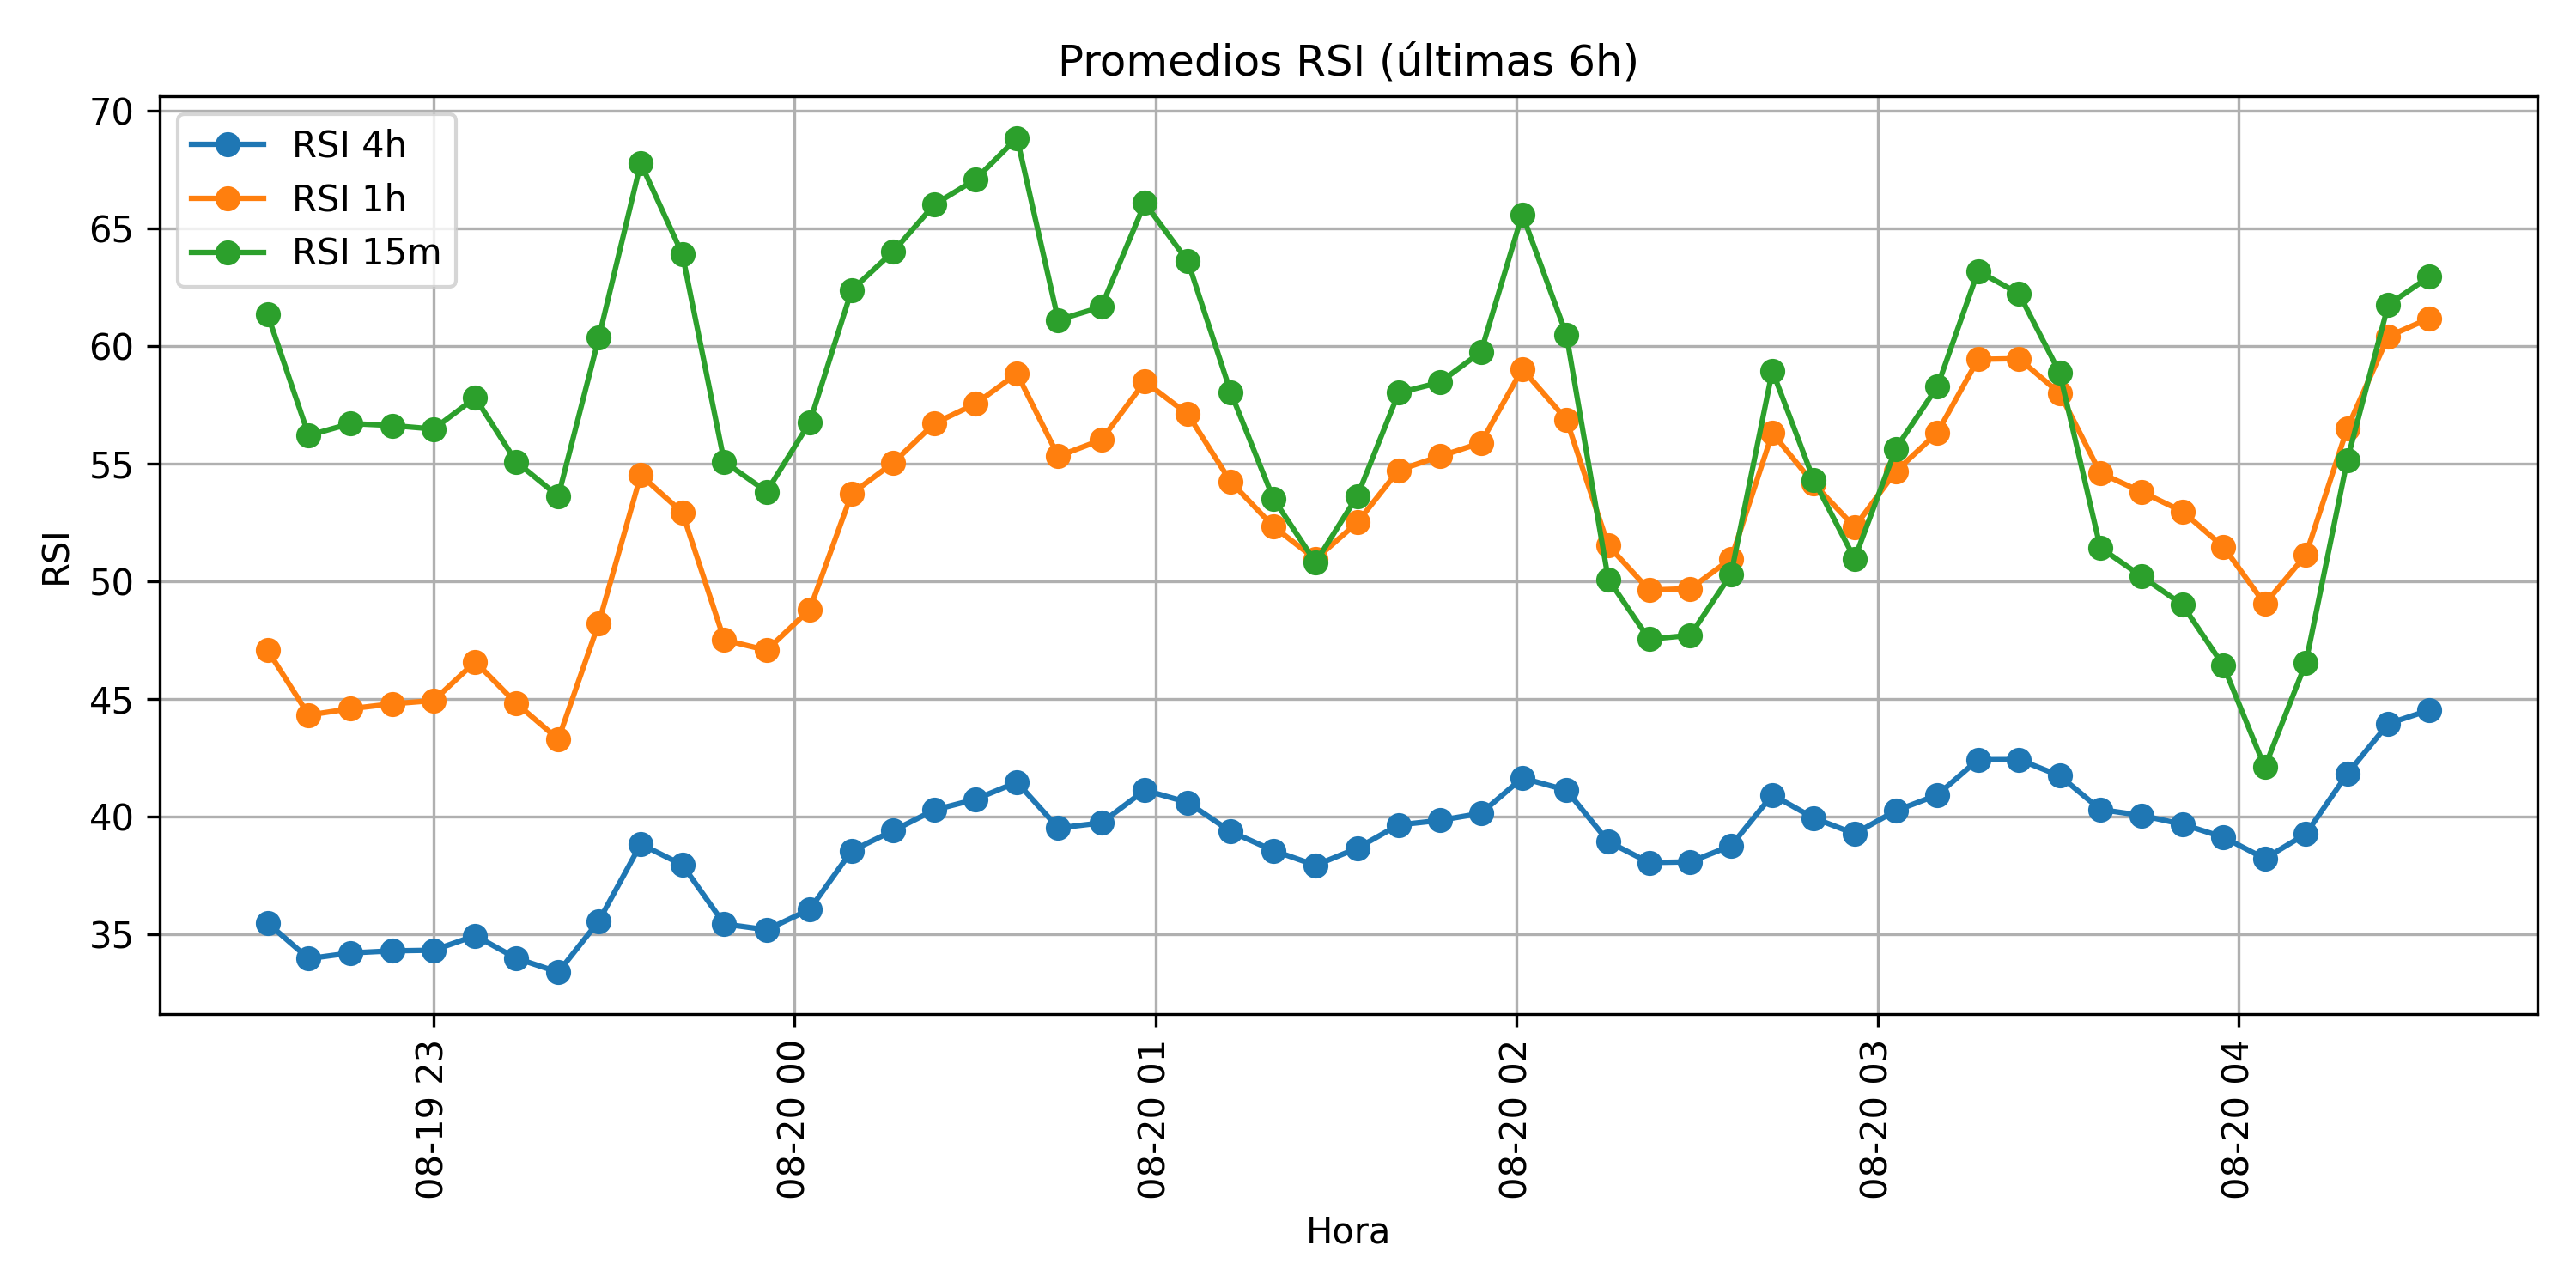 Promedios RSI (últimas 6h)
RSI 4h
RSI 1h
RSI 15m
70
65
60
55
50
45
40
35
RSI
08-19 23
08-20 00
08-20 01
08-20 02
08-20 03
08-20 04
Hora